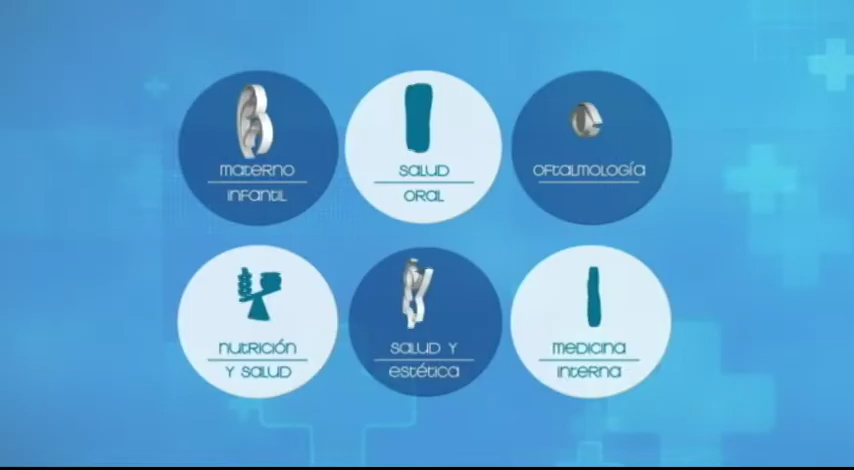 materno
infantil
salud
oral
oftalmología
nutrición
y salud
salud y
estética
medicina
interna